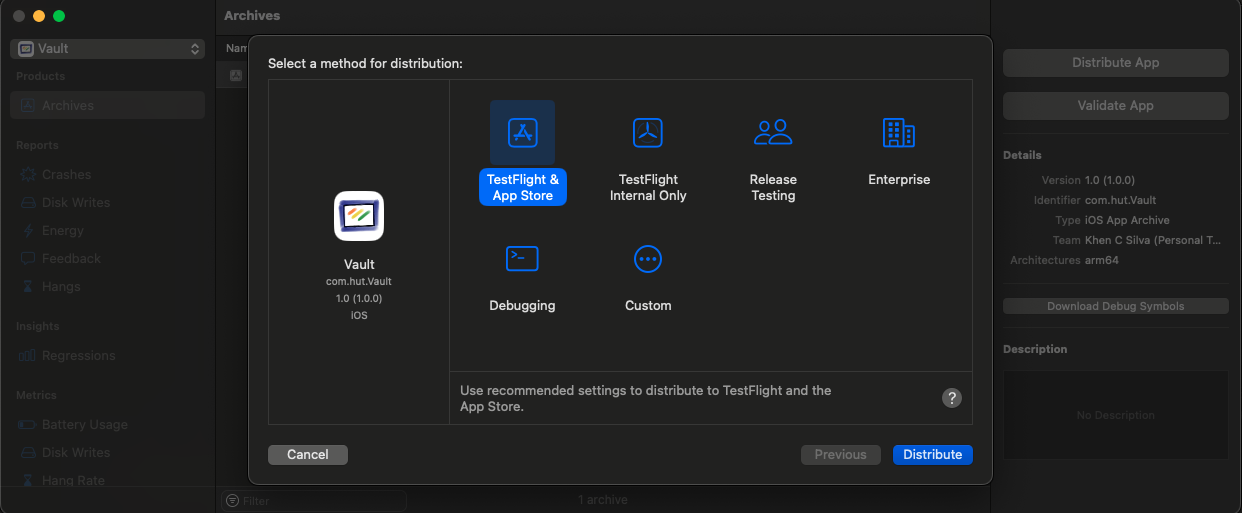 Archives
Vault
Nam
Products
Archives
Reports
Crashes
Disk Writes
Energy
Feedback
Hangs
Insights
Regressions
Metrics
Battery Usage
Disk Writes
Hang Rate
Select a method for distribution:
Vault
com.hut.Vault
1.0 (1.0.0)
iOS
TestFlight &
App Store
TestFlight
Internal Only
Release
Testing
Enterprise
>_
Debugging
Custom
Use recommended settings to distribute to TestFlight and the
App Store.
?
Cancel
Previous
Distribute
Filter
1 archive
Distribute App
Validate App
Details
Version 1.0 (1.0.0)
Identifier com.hut.Vault
Type iOS App Archive
Team Khen C Silva (Personal T...
Architectures arm64
Download Debug Symbols
Description
No Description